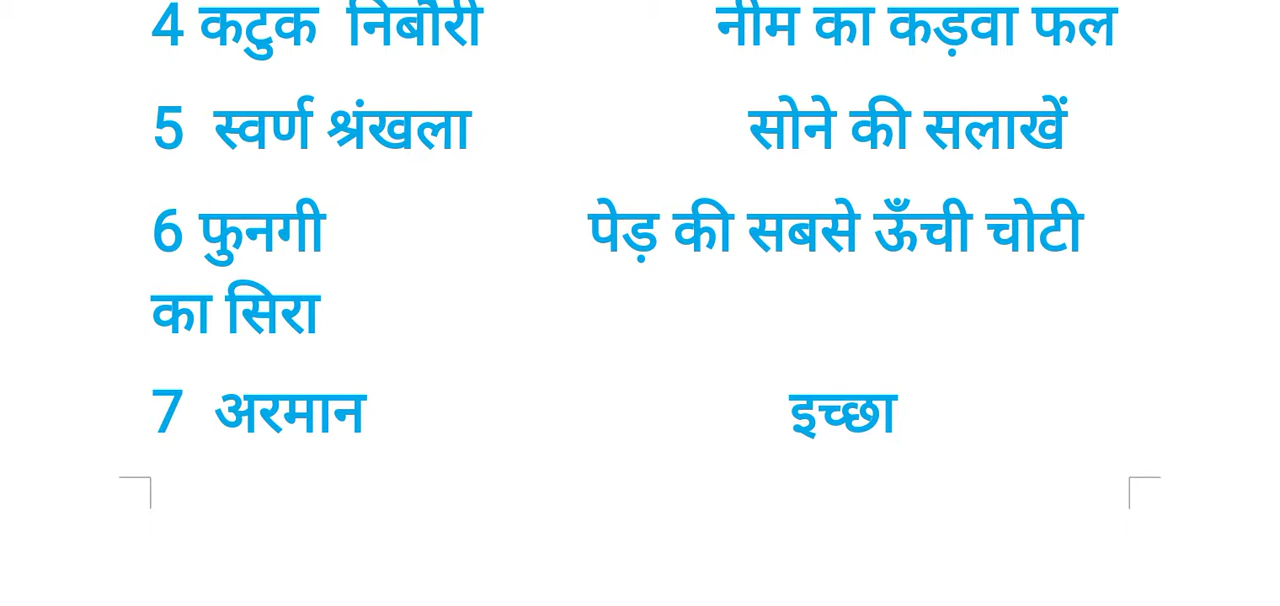 4 कटुक निबौरी नीम का कड़वा फल
5 स्वर्ण श्रंखला सोने की सलाखें
6 फुनगी पेड़ की सबसे ऊँची चोटी
का सिरा
7 अरमान इच्छा